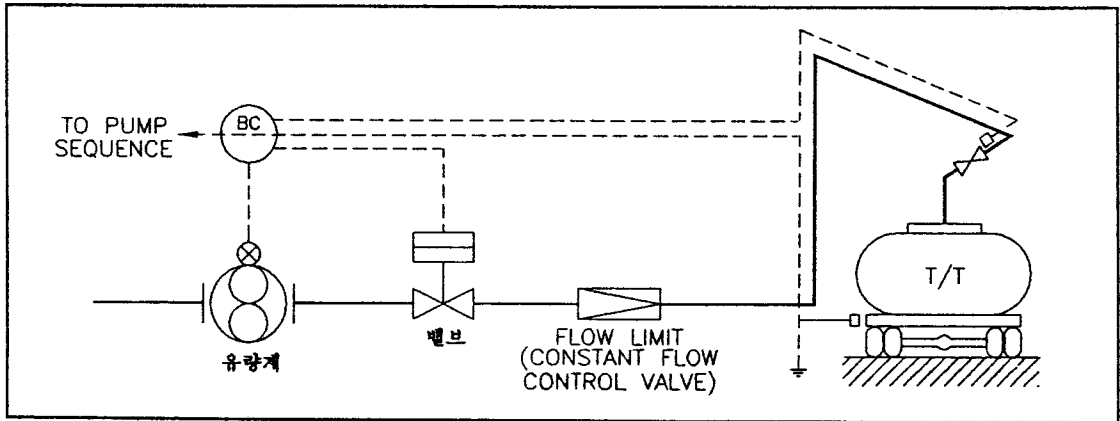 TO PUMP
SEQUENCE
BC
T/T
유량계
밸브
FLOW LIMIT
(CONSTANT FLOW
CONTROL VALVE)